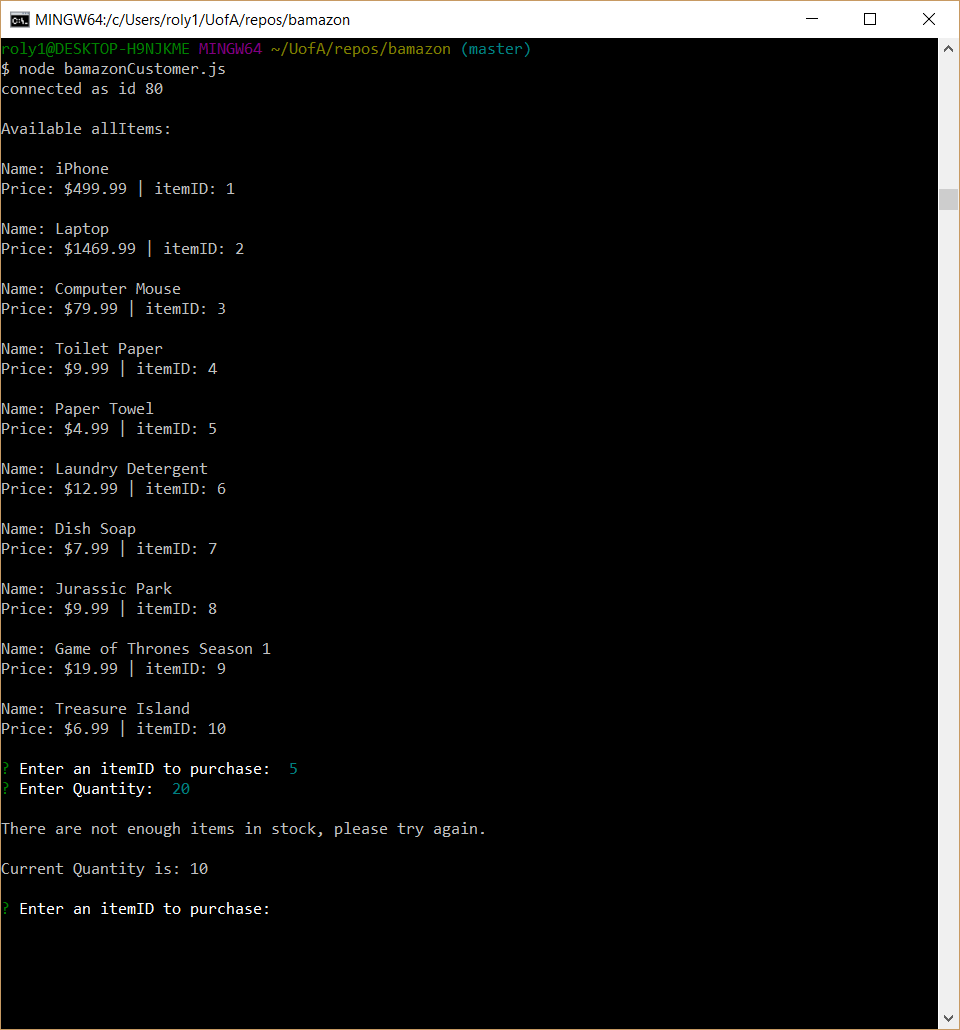 MINGW64:/c/Users/roly1/UofA/repos/bamazon
roly1@DESKTOP-H9NJKME MINGW64 ~/UofA/repos/bamazon (master)
$ node bamazonCustomer.js
connected as id 80
Available allItems:
Name: iPhone
Price: $499.99 | itemID: 1
Name: Laptop
Price: $1469.99 | itemID: 2
Name: Computer Mouse
Price: $79.99 | itemID: 3
Name: Toilet Paper
Price: $9.99 | itemID: 4
Name: Paper Towel
Price: $4.99 | itemID: 5
Name: Laundry Detergent
Price: $12.99 | itemID: 6
Name: Dish Soap
Price: $7.99 | itemID: 7
Name: Jurassic Park
Price: $9.99 | itemID: 8
Name: Game of Thrones Season 1
Price: $19.99 | itemID: 9
Name: Treasure Island
Price: $6.99 | itemID: 10
? Enter an itemID to purchase:  5
? Enter Quantity:  20
There are not enough items in stock, please try again.
Current Quantity is: 10
? Enter an itemID to purchase: